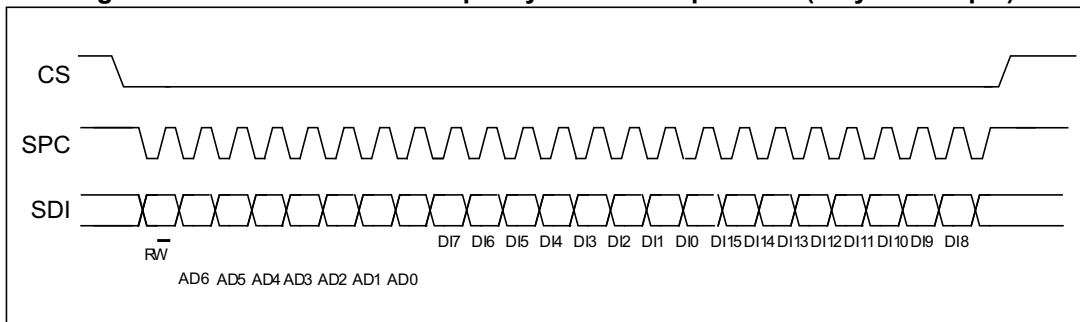 CS
SPC
SDI
RW
DI7 DI6 DI5 DI4 DI3 DI2 DI1 DI0 DI15 DI14 DI13 DI12 DI11 DI10 DI9 DI8
AD6 AD5 AD4 AD3 AD2 AD1 AD0